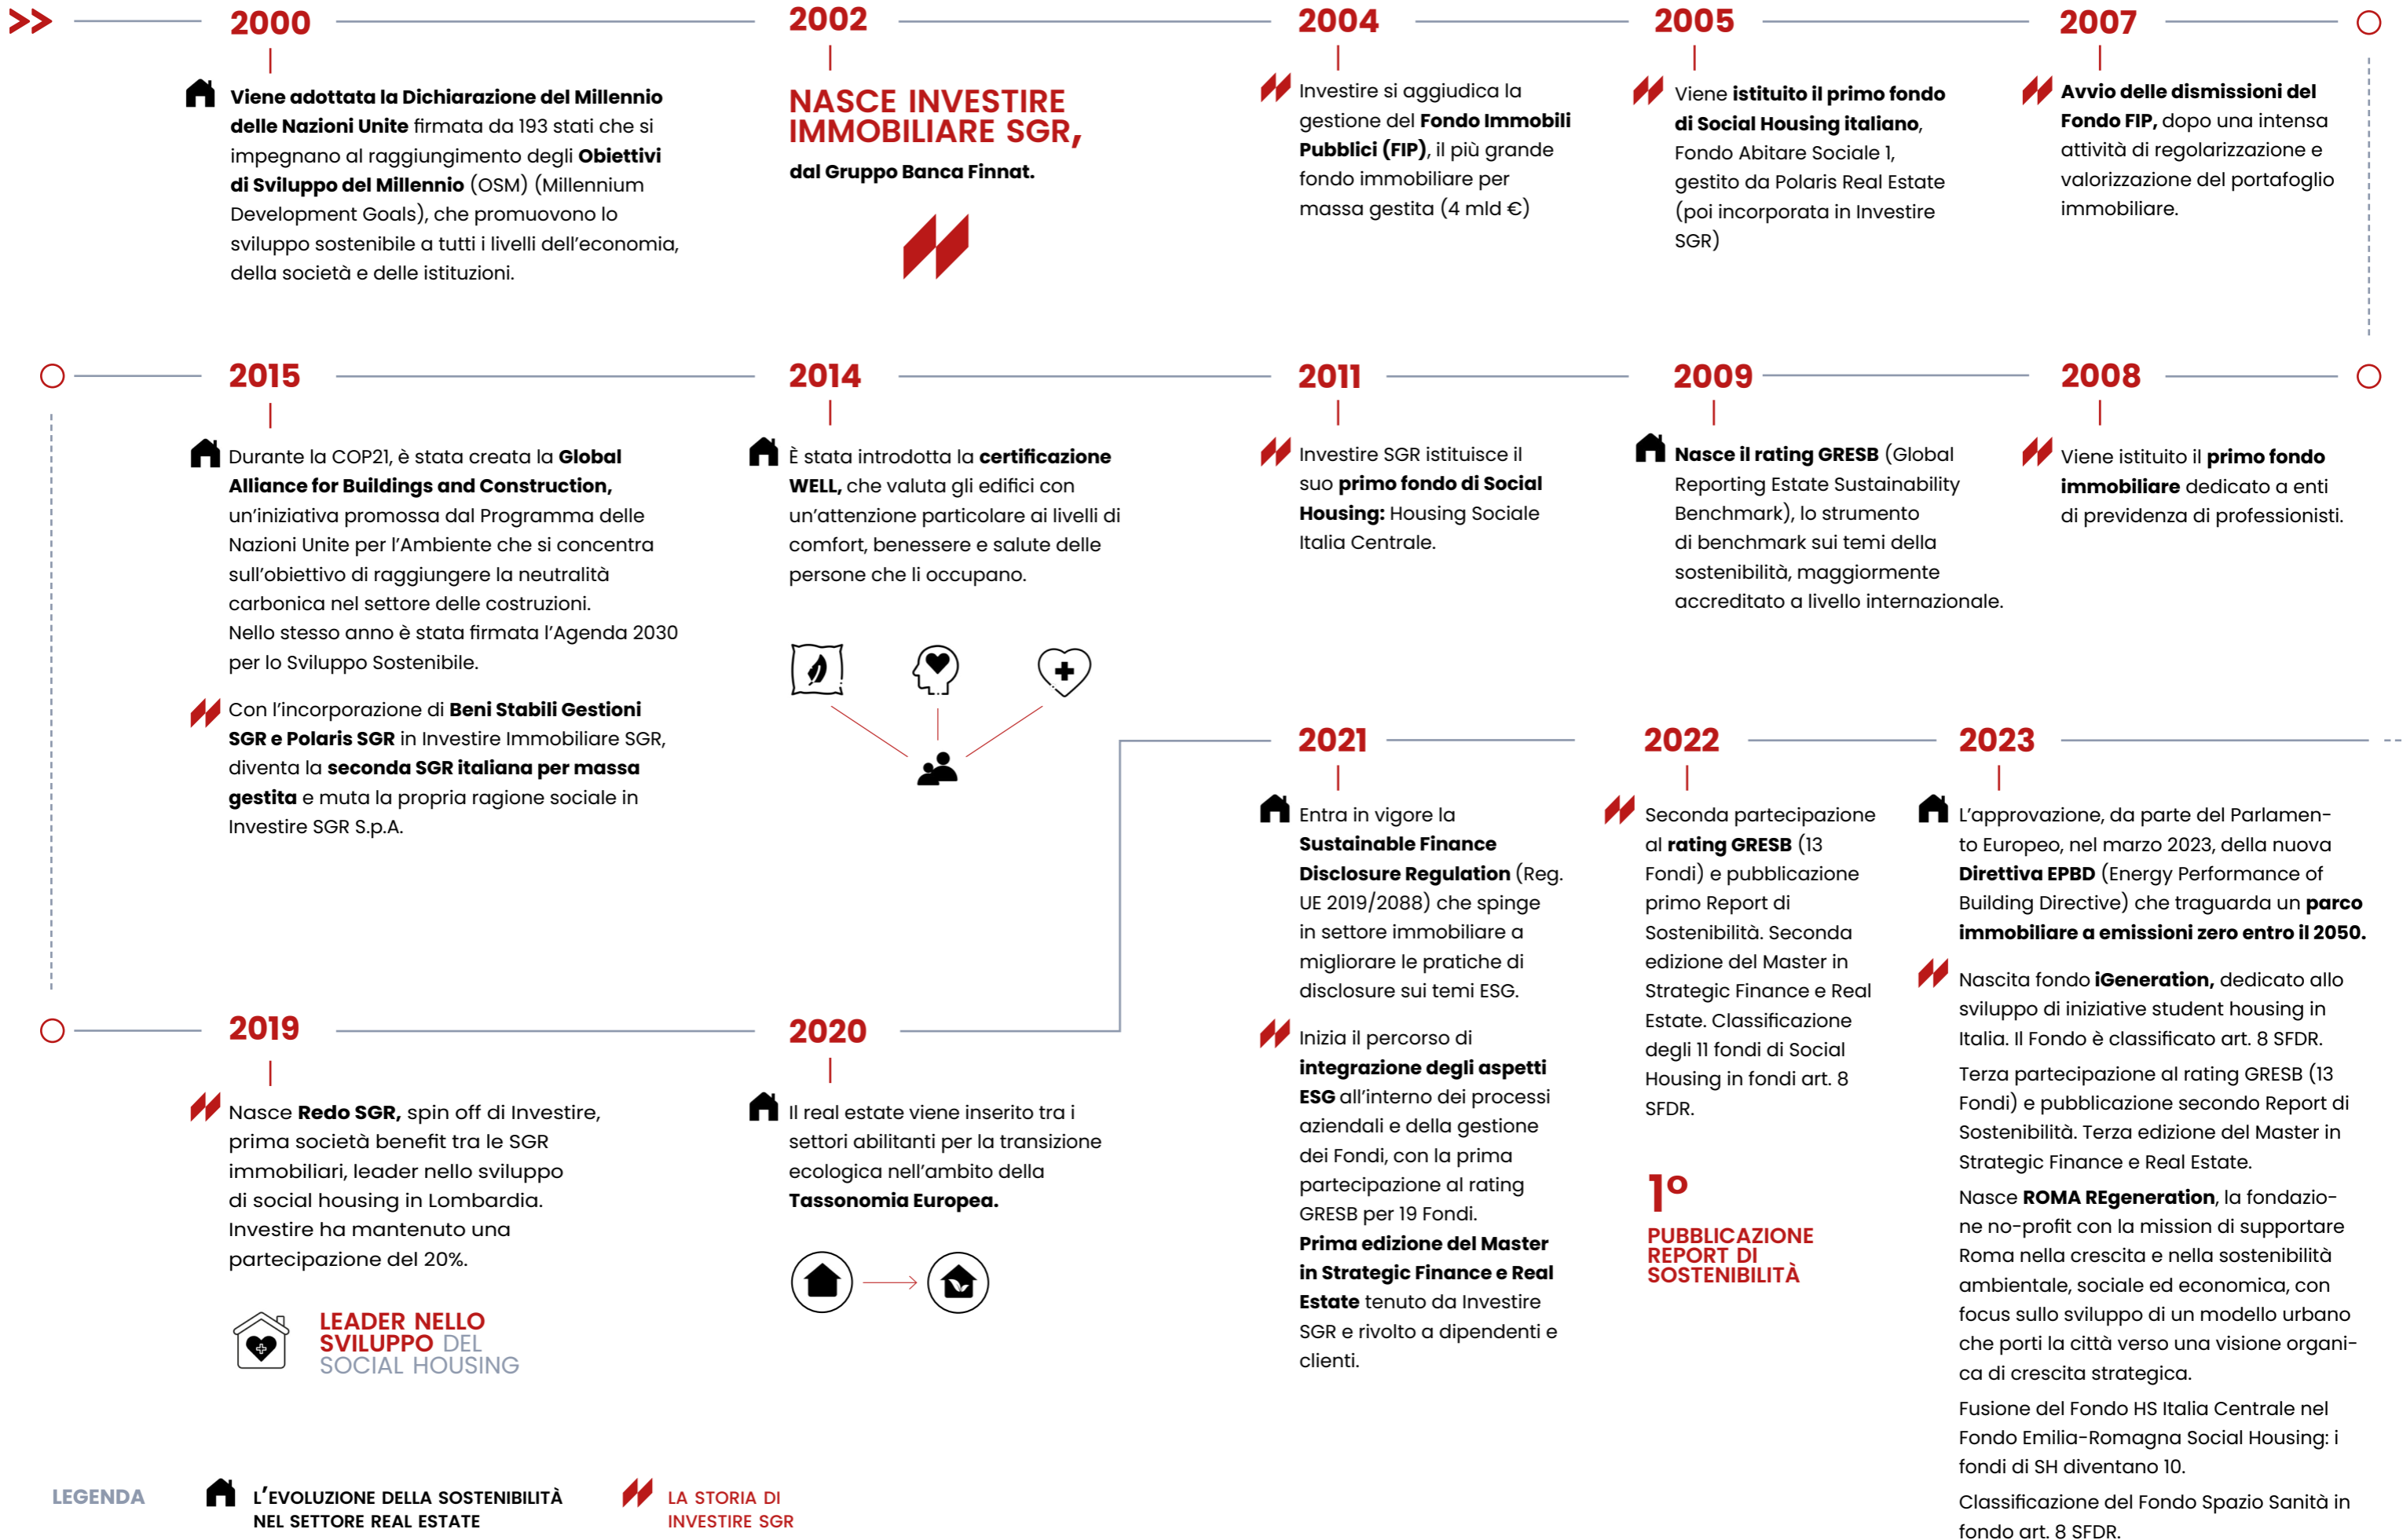 2000
Viene adottata la Dichiarazione del Millennio
delle Nazioni Unite firmata da 193 stati che si
impegnano al raggiungimento degli Obiettivi
di Sviluppo del Millennio (OSM) (Millennium
Development Goals), che promuovono lo
sviluppo sostenibile a tutti i livelli dell'economia,
della società e delle istituzioni.
2002
NASCE INVESTIRE
IMMOBILIARE SGR,
dal Gruppo Banca Finnat.
2004
Investire si aggiudica la
gestione del Fondo Immobili
Pubblici (FIP), il più grande
fondo immobiliare per
massa gestita (4 mld €)
2005
Viene istituito il primo fondo
di Social Housing italiano,
Fondo Abitare Sociale 1,
gestito da Polaris Real Estate
(poi incorporata in Investire
SGR)
2007
Avvio delle dismissioni del
Fondo FIP, dopo una intensa
attività di regolarizzazione e
valorizzazione del portafoglio
immobiliare.
2008
Viene istituito il primo fondo
immobiliare dedicato a enti
di previdenza di professionisti.
2009
Nasce il rating GRESB (Global
Reporting Estate Sustainability
Benchmark), lo strumento
di benchmark sui temi della
sostenibilità, maggiormente
accreditato a livello internazionale.
2011
Investire SGR istituisce il
suo primo fondo di Social
Housing: Housing Sociale
Italia Centrale.
2014
È stata introdotta la certificazione
WELL, che valuta gli edifici con
un'attenzione particolare ai livelli di
comfort, benessere e salute delle
persone che li occupano.
2015
Durante la COP21, è stata creata la Global
Alliance for Buildings and Construction,
un'iniziativa promossa dal Programma delle
Nazioni Unite per l'Ambiente che si concentra
sull'obiettivo di raggiungere la neutralità
carbonica nel settore delle costruzioni.
Nello stesso anno è stata firmata l'Agenda 2030
per lo Sviluppo Sostenibile.
Con l'incorporazione di Beni Stabili Gestioni
SGR e Polaris SGR in Investire Immobiliare SGR,
diventa la seconda SGR italiana per massa
gestita e muta la propria ragione sociale in
Investire SGR S.p.A.
2019
Nasce Redo SGR, spin off di Investire,
prima società benefit tra le SGR
immobiliari, leader nello sviluppo
di social housing in Lombardia.
Investire ha mantenuto una
partecipazione del 20%.
LEADER NELLO
SVILUPPO DEL
SOCIAL HOUSING
2020
Il real estate viene inserito tra i
settori abilitanti per la transizione
ecologica nell'ambito della
Tassonomia Europea.
2021
Entra in vigore la
Sustainable Finance
Disclosure Regulation (Reg.
UE 2019/2088) che spinge
in settore immobiliare a
migliorare le pratiche di
disclosure sui temi ESG.
Inizia il percorso di
integrazione degli aspetti
ESG all'interno dei processi
aziendali e della gestione
dei Fondi, con la prima
partecipazione al rating
GRESB per 19 Fondi.
Prima edizione del Master
in Strategic Finance e Real
Estate tenuto da Investire
SGR e rivolto a dipendenti e
clienti.
2022
Seconda partecipazione
al rating GRESB (13
Fondi) e pubblicazione
primo Report di
Sostenibilità. Seconda
edizione del Master in
Strategic Finance e Real
Estate. Classificazione
degli 11 fondi di Social
Housing in fondi art. 8
SFDR.
1º
PUBBLICAZIONE
REPORT DI
SOSTENIBILITÀ
2023
L'approvazione, da parte del Parlamen-
to Europeo, nel marzo 2023, della nuova
Direttiva EPBD (Energy Performance of
Building Directive) che traguarda un parco
immobiliare a emissioni zero entro il 2050.
Nascita fondo iGeneration, dedicato allo
sviluppo di iniziative student housing in
Italia. Il Fondo è classificato art. 8 SFDR.
Terza partecipazione al rating GRESB (13
Fondi) e pubblicazione secondo Report di
Sostenibilità. Terza edizione del Master in
Strategic Finance e Real Estate.
Nasce ROMA REgeneration, la fondazio-
ne no-profit con la mission di supportare
Roma nella crescita e nella sostenibilità
ambientale, sociale ed economica, con
focus sullo sviluppo di un modello urbano
che porti la città verso una visione organi-
ca di crescita strategica.
Fusione del Fondo HS Italia Centrale nel
Fondo Emilia-Romagna Social Housing: i
fondi di SH diventano 10.
Classificazione del Fondo Spazio Sanità in
fondo art. 8 SFDR.
LEGENDA
L'EVOLUZIONE DELLA SOSTENIBILITÀ
NEL SETTORE REAL ESTATE
LA STORIA DI
INVESTIRE SGR